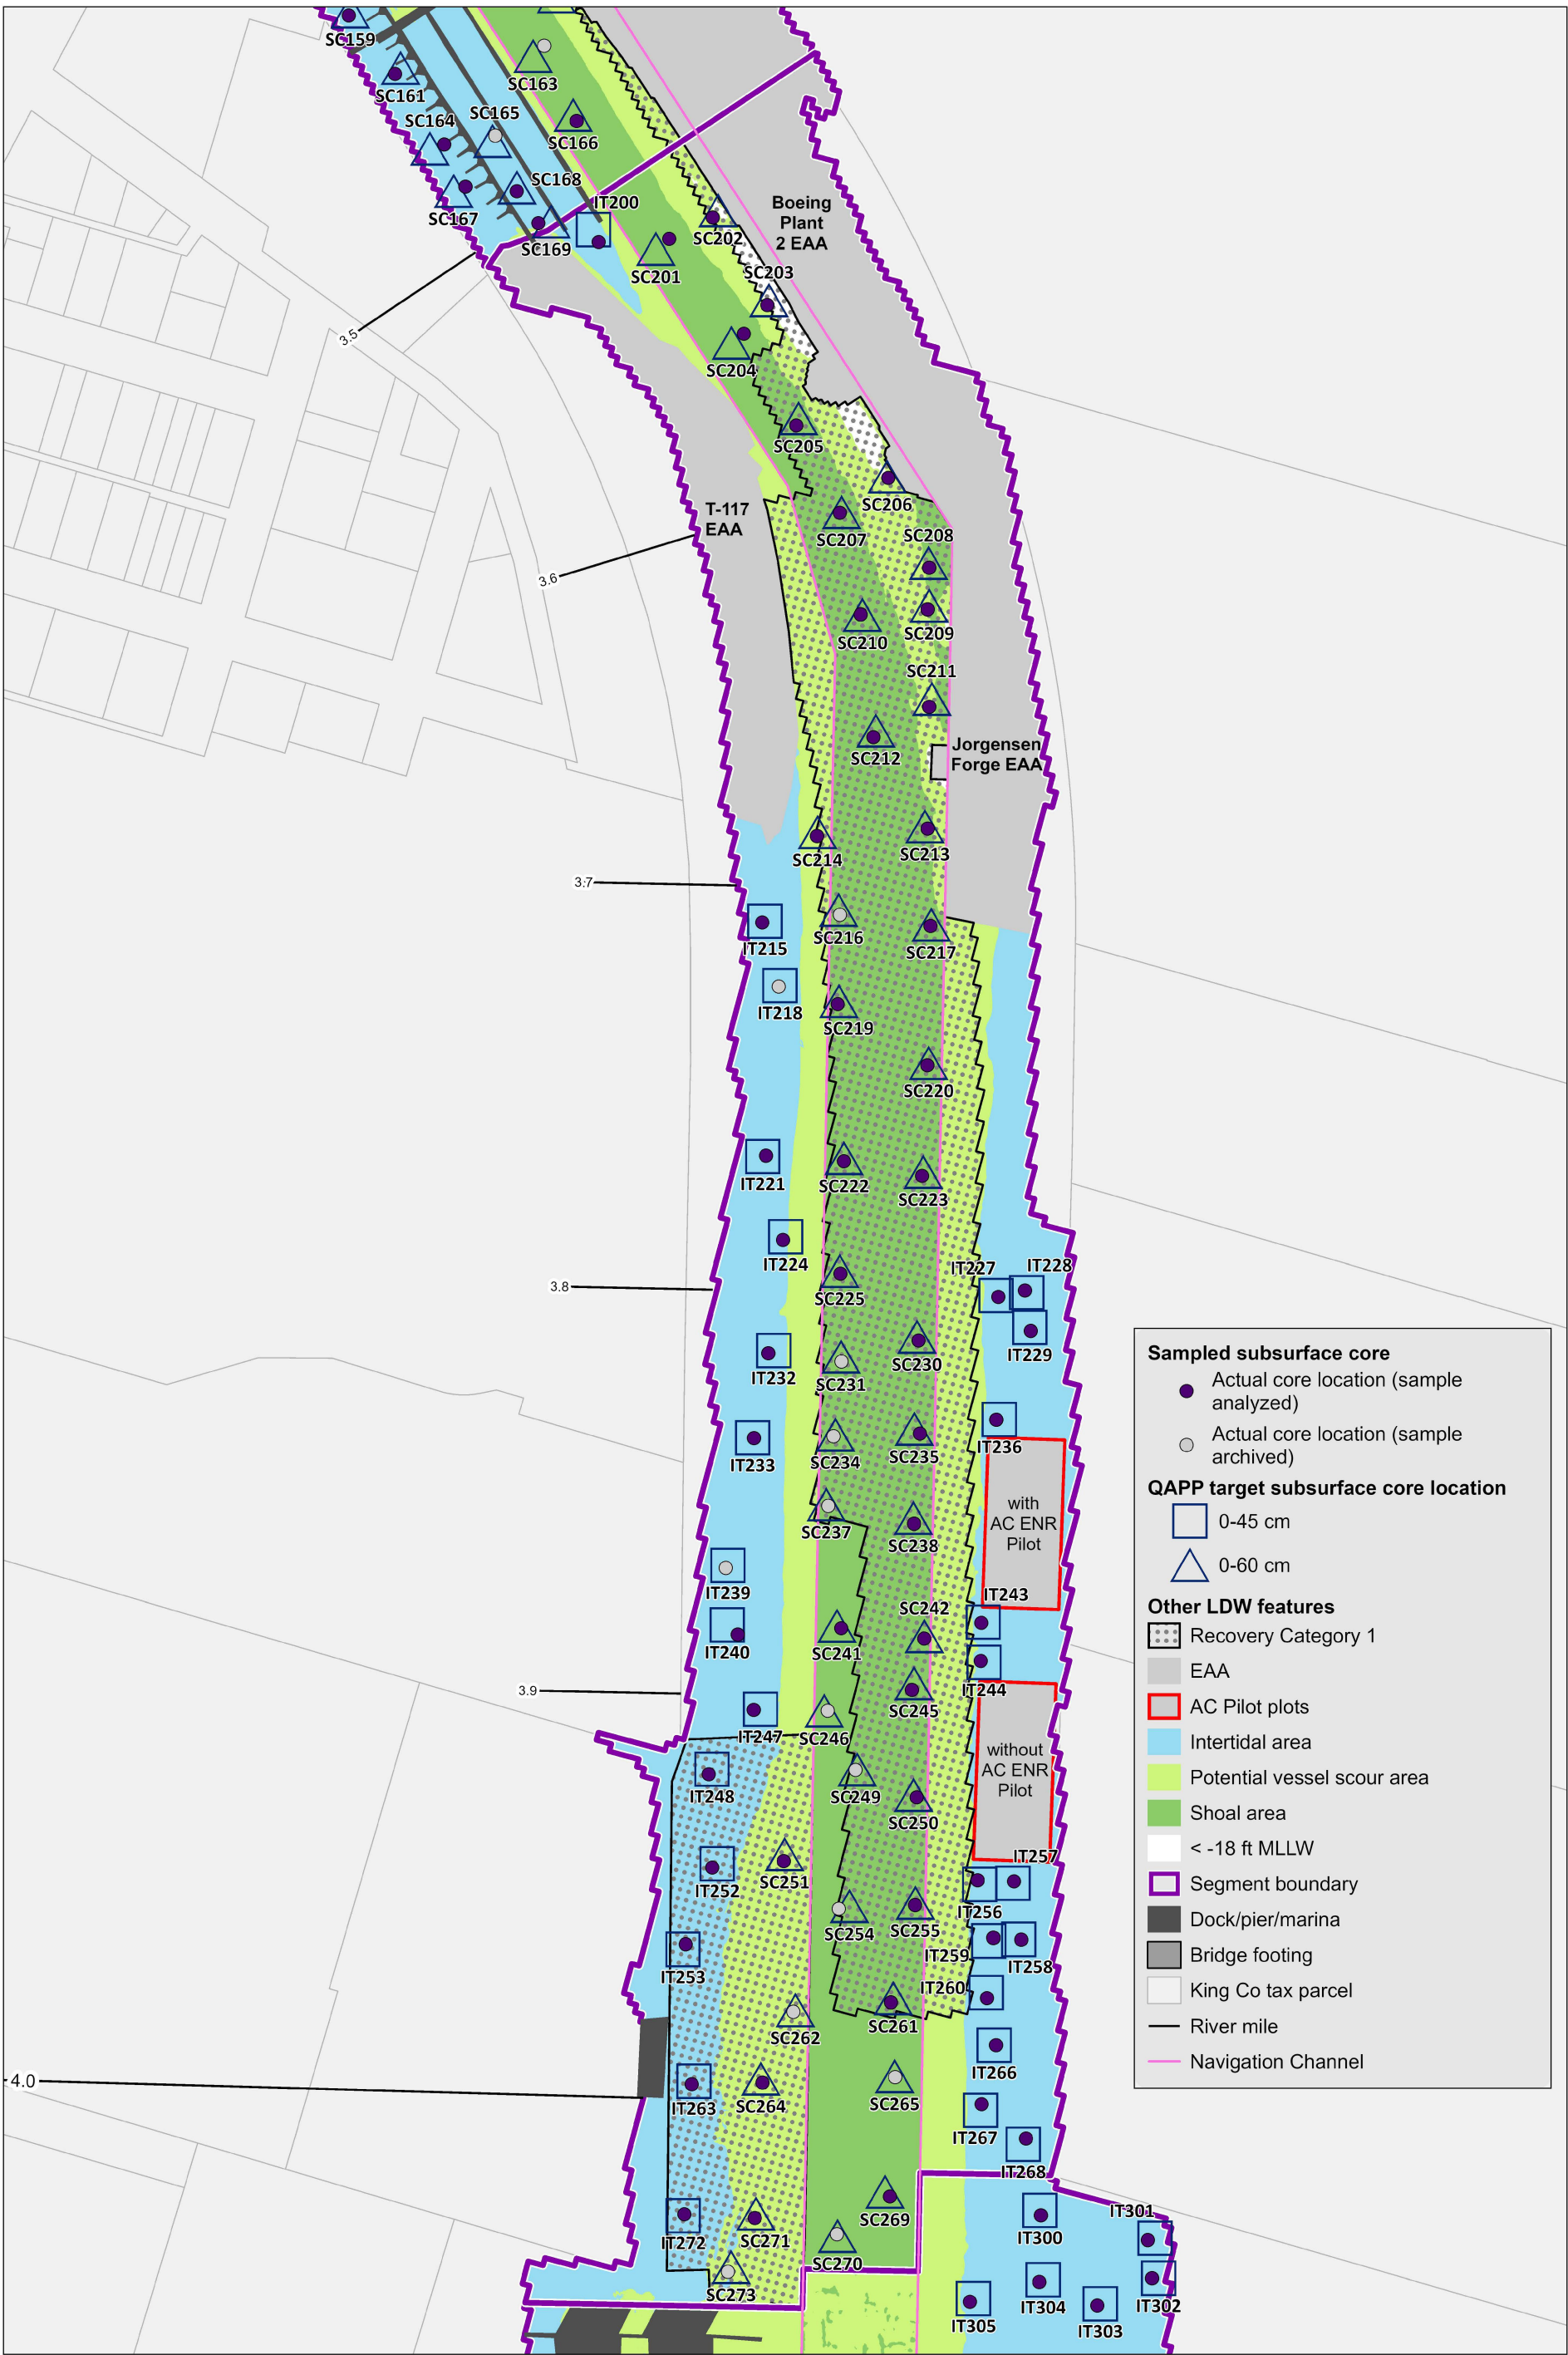 SC159
SC161
SC163
SC164
SC165
SC166
SC167
SC168
SC169
IT200
SC201
SC202
Boeing
Plant
2 EAA
SC203
3.5
SC204
SC205
SC206
T-117
EAA
SC207
SC208
3.6
SC209
SC210
SC211
SC212
Jorgensen
Forge EAA
SC213
SC214
3.7
SC216
IT215
SC217
IT218
SC219
SC220
IT221
SC222
SC223
IT224
IT227
IT228
3.8
SC225
IT229
SC230
IT232
SC231
IT236
IT233
SC234
SC235
with
AC ENR
Pilot
SC237
SC238
IT239
IT243
SC242
IT240
SC241
IT244
3.9
SC245
IT247
SC246
without
AC ENR
Pilot
IT248
SC249
SC250
IT257
IT252
SC251
IT256
SC254
SC255
IT259
IT258
IT253
IT260
SC261
SC262
IT266
4.0
IT263
SC264
SC265
IT267
IT268
SC269
IT301
IT300
IT272
SC271
SC270
SC273
IT304
IT302
IT305
IT303
Sampled subsurface core
Actual core location (sample
analyzed)
Actual core location (sample
archived)
QAPP target subsurface core location
0-45 cm
0-60 cm
Other LDW features
Recovery Category 1
EAA
AC Pilot plots
Intertidal area
Potential vessel scour area
Shoal area
< -18 ft MLLW
Segment boundary
Dock/pier/marina
Bridge footing
King Co tax parcel
River mile
Navigation Channel